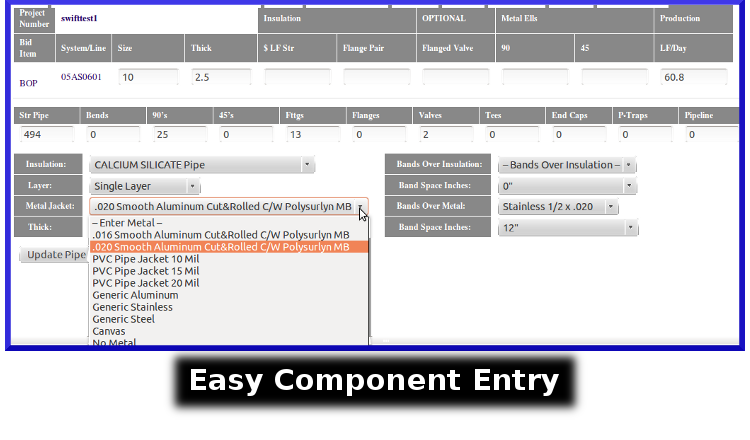 Project Number swifttest1 Insulation OPTIONAL Metal Ells Production
Bid Item System/Line Size Thick $ LF Str Flange Pair Flanged Valve 90 45 LF/Day
BOP 05AS0601 10 2.5 60.8
Str Pipe Bends 90's 45's Fttgs Flanges Valves Tees End Caps P-Traps Pipeline
494 0 25 0 13 0 2 0 0 0 0
Insulation: CALCIUM SILICATE Pipe Bands Over Insulation: -- Bands Over Insulation --
Layer: Single Layer Band Space Inches: 0"
Metal Jacket: .020 Smooth Aluminum Cut&Rolled C/W Polysurlyn MB Bands Over Metal: Stainless 1/2 x .020
Thick: Band Space Inches: 12"
-- Enter Metal --
.016 Smooth Aluminum Cut&Rolled C/W Polysurlyn MB
.020 Smooth Aluminum Cut&Rolled C/W Polysurlyn MB
Update Pipe
PVC Pipe Jacket 10 Mil
PVC Pipe Jacket 15 Mil
PVC Pipe Jacket 20 Mil
Generic Aluminum
Generic Stainless
Generic Steel
Canvas
No Metal
Easy Component Entry